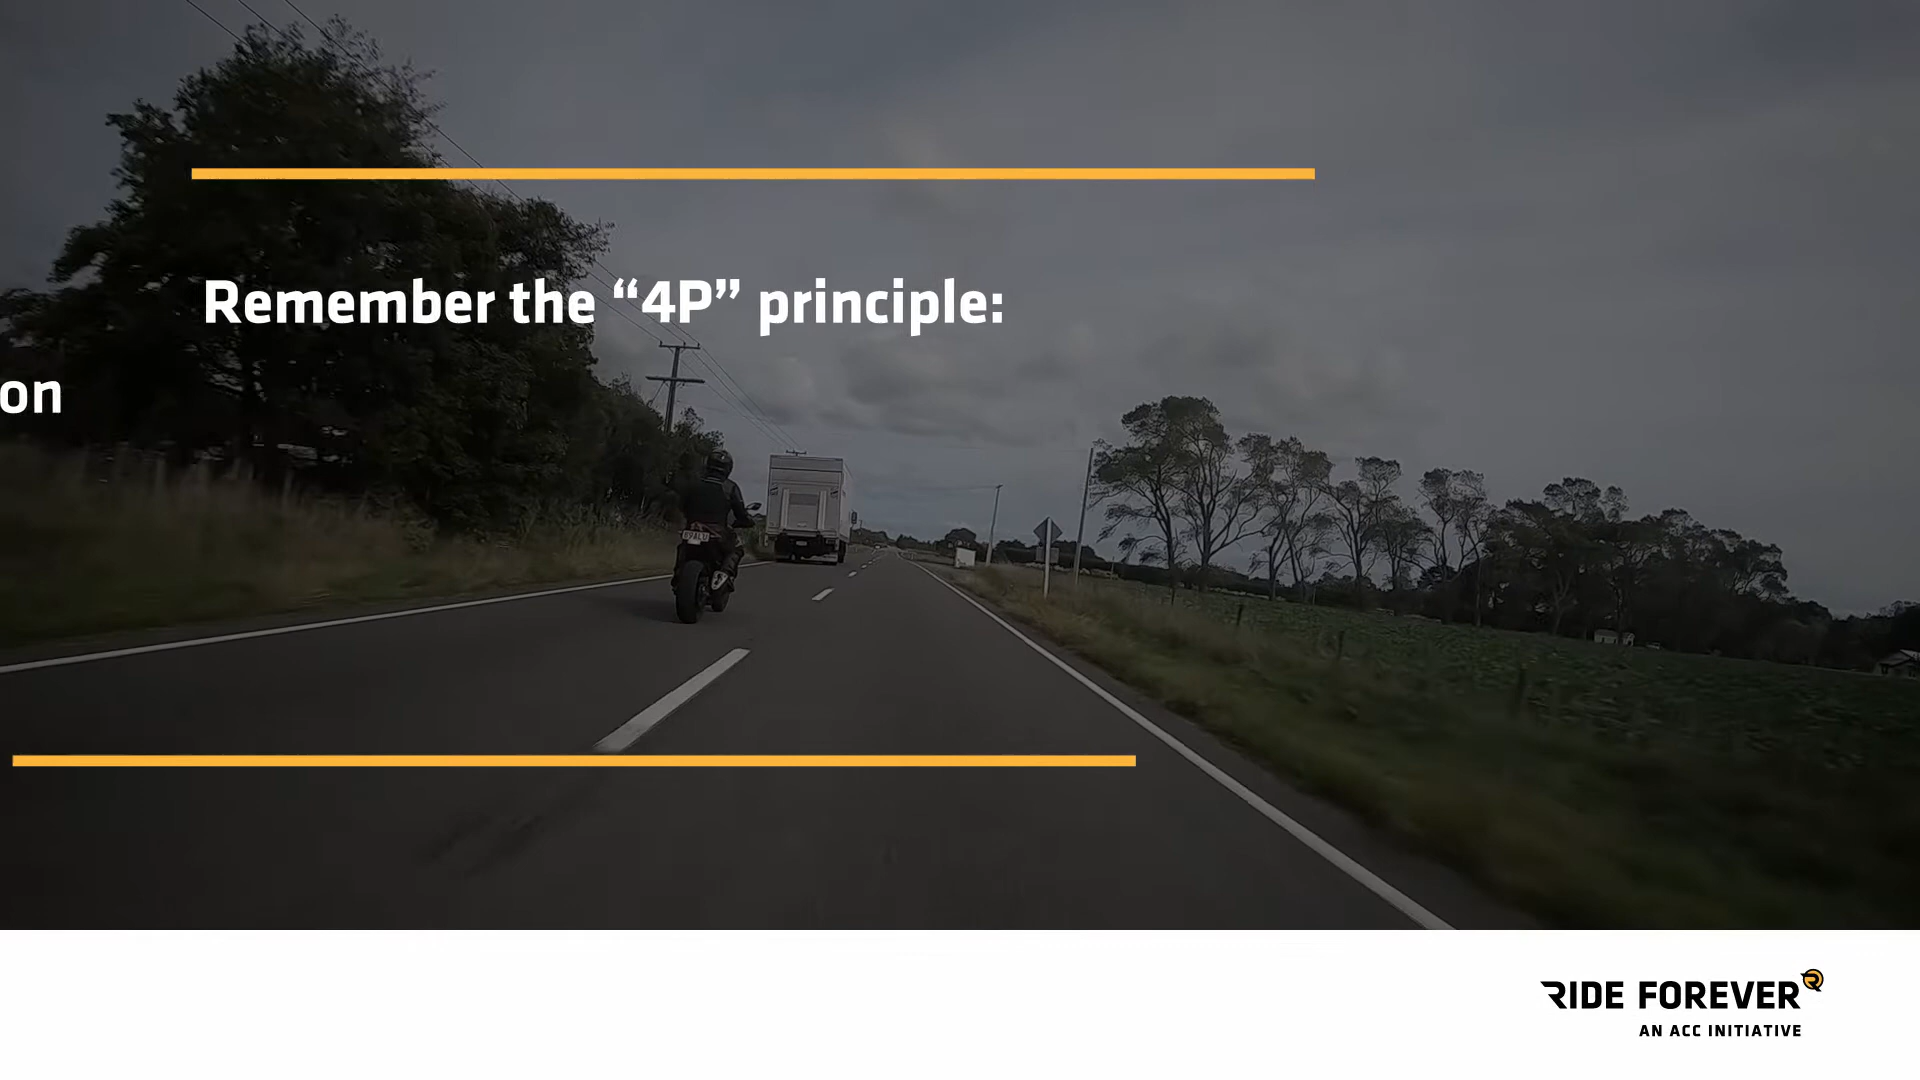 Remember the “4P” principle:
on
RIDE FOREVER
AN ACC INITIATIVE